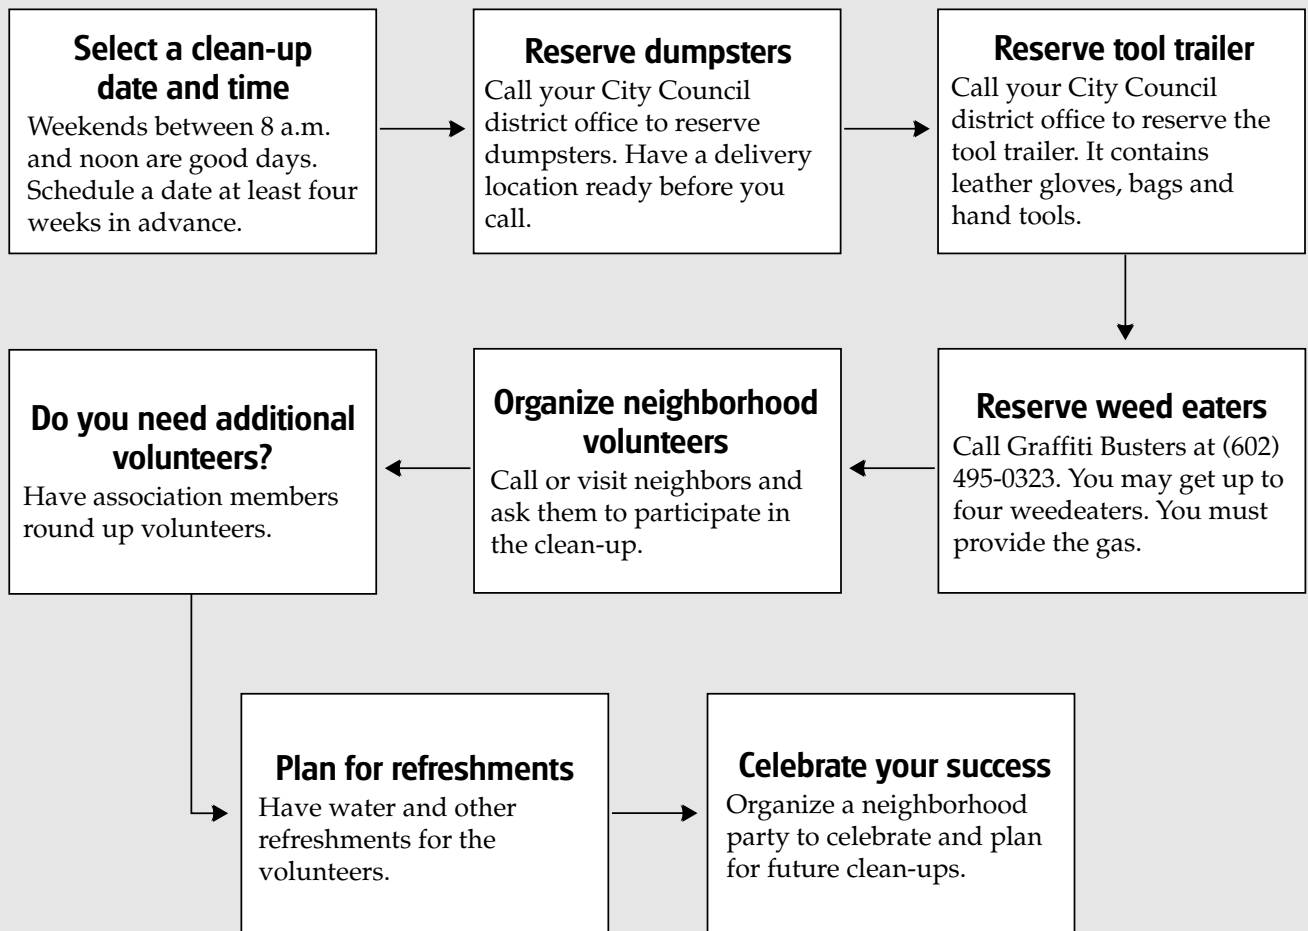 Select a clean-up
date and time
Weekends between 8 a.m.
and noon are good days.
Schedule a date at least four
weeks in advance.
Reserve dumpsters
Call your City Council
district office to reserve
dumpsters. Have a delivery
location ready before you
call.
Reserve tool trailer
Call your City Council
district office to reserve the
tool trailer. It contains
leather gloves, bags and
hand tools.
Reserve weed eaters
Call Graffiti Busters at (602)
495-0323. You may get up to
four weedeaters. You must
provide the gas.
Organize neighborhood
volunteers
Call or visit neighbors and
ask them to participate in
the clean-up.
Do you need additional
volunteers?
Have association members
round up volunteers.
Plan for refreshments
Have water and other
refreshments for the
volunteers.
Celebrate your success
Organize a neighborhood
party to celebrate and plan
for future clean-ups.